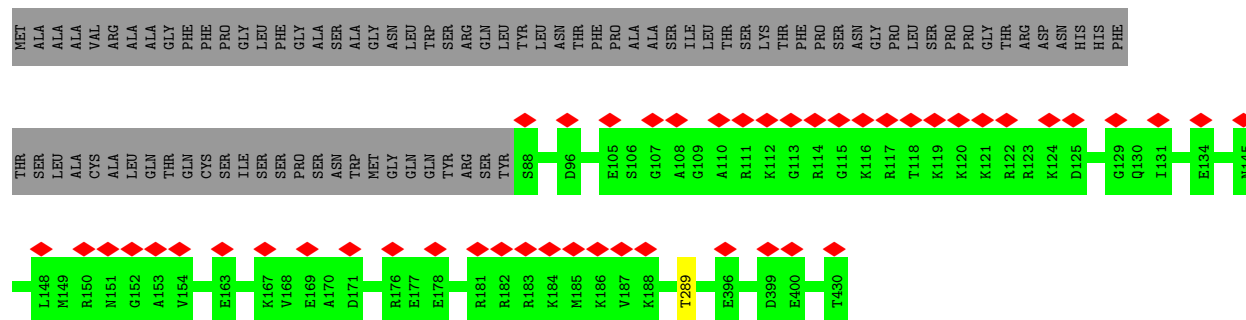 MET ALA ALA ALA VAL ARG ALA ALA GLY PHE PHE PRO GLY LEU PHE GLY ALA SER ALA GLY ASN LEU TRP SER ARG GLN LEU TYR LEU ASN THR PHE PRO ALA ALA SER ILE LEU THR SER LYS THR PHE PRO SER ASN GLY PRO LEU SER PRO PRO GLY THR ARG ASP ASN HIS HIS PHE
THR SER LEU ALA CYS ALA LEU GLN THR GLN CYS SER ILE SER SER PRO SER ASN TRP MET GLY GLN GLN TYR ARG SER TYR S88 D96 E105 S106 G107 A108 G109 A110 R111 K112 G113 R114 G115 K116 R117 T118 K119 K120 K121 R122 R123 K124 D125 G129 Q130 I131 E134 N145
L148 M149 R150 N151 G152 A153 V154 E163 K167 V168 E169 A170 D171 R176 E177 E178 R181 R182 R183 K184 M185 K186 V187 K188 T289 E396 D399 E400 T430